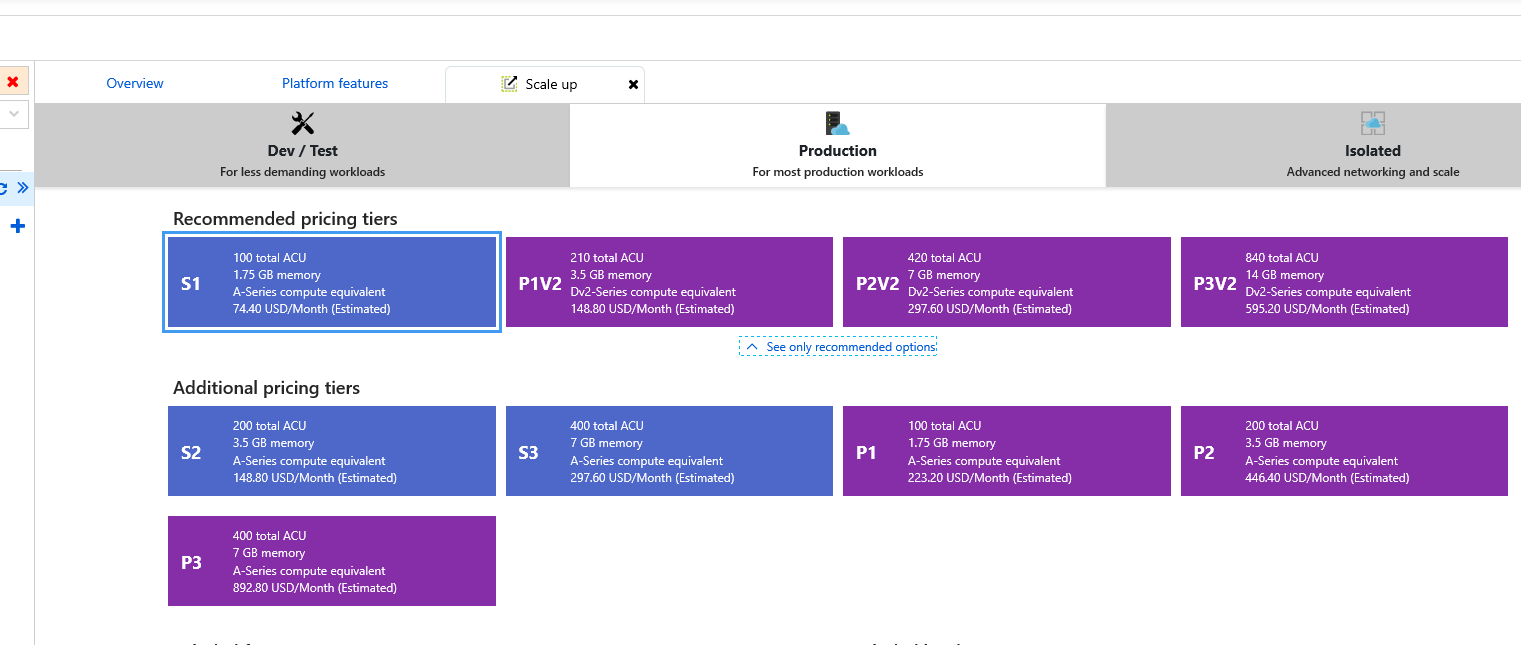 Overview
Platform features
Scale up
Dev / Test
For less demanding workloads
Production
For most production workloads
Isolated
Advanced networking and scale
Recommended pricing tiers
S1
100 total ACU
1.75 GB memory
A-Series compute equivalent
74.40 USD/Month (Estimated)
P1V2
210 total ACU
3.5 GB memory
Dv2-Series compute equivalent
148.80 USD/Month (Estimated)
P2V2
420 total ACU
7 GB memory
Dv2-Series compute equivalent
297.60 USD/Month (Estimated)
P3V2
840 total ACU
14 GB memory
Dv2-Series compute equivalent
595.20 USD/Month (Estimated)
See only recommended options
Additional pricing tiers
S2
200 total ACU
3.5 GB memory
A-Series compute equivalent
148.80 USD/Month (Estimated)
S3
400 total ACU
7 GB memory
A-Series compute equivalent
297.60 USD/Month (Estimated)
P1
100 total ACU
1.75 GB memory
A-Series compute equivalent
223.20 USD/Month (Estimated)
P2
200 total ACU
3.5 GB memory
A-Series compute equivalent
446.40 USD/Month (Estimated)
P3
400 total ACU
7 GB memory
A-Series compute equivalent
892.80 USD/Month (Estimated)